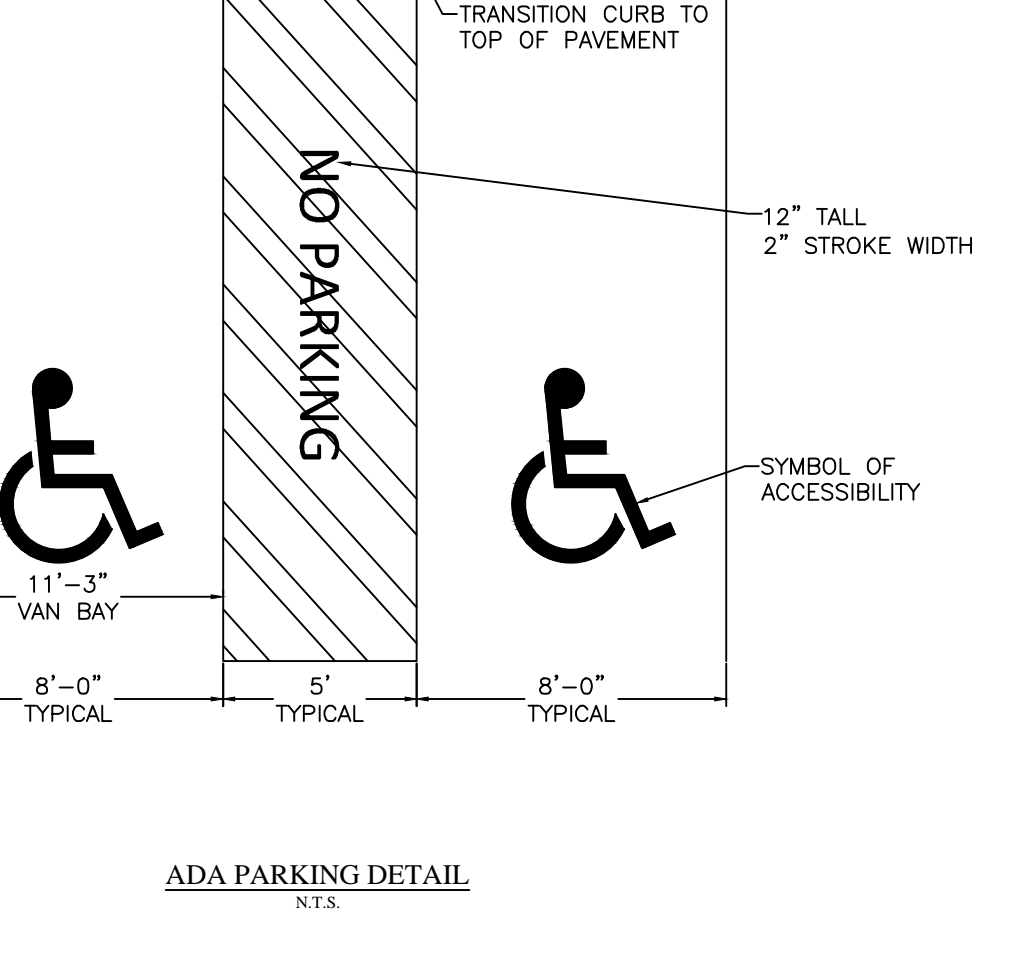 TRANSITION CURB TO
TOP OF PAVEMENT
NO PARKING
12” TALL
2” STROKE WIDTH
SYMBOL OF
ACCESSIBILITY
11’–3”
VAN BAY
8’–0”
TYPICAL
5’
TYPICAL
8’–0”
TYPICAL
ADA PARKING DETAIL
N.T.S.